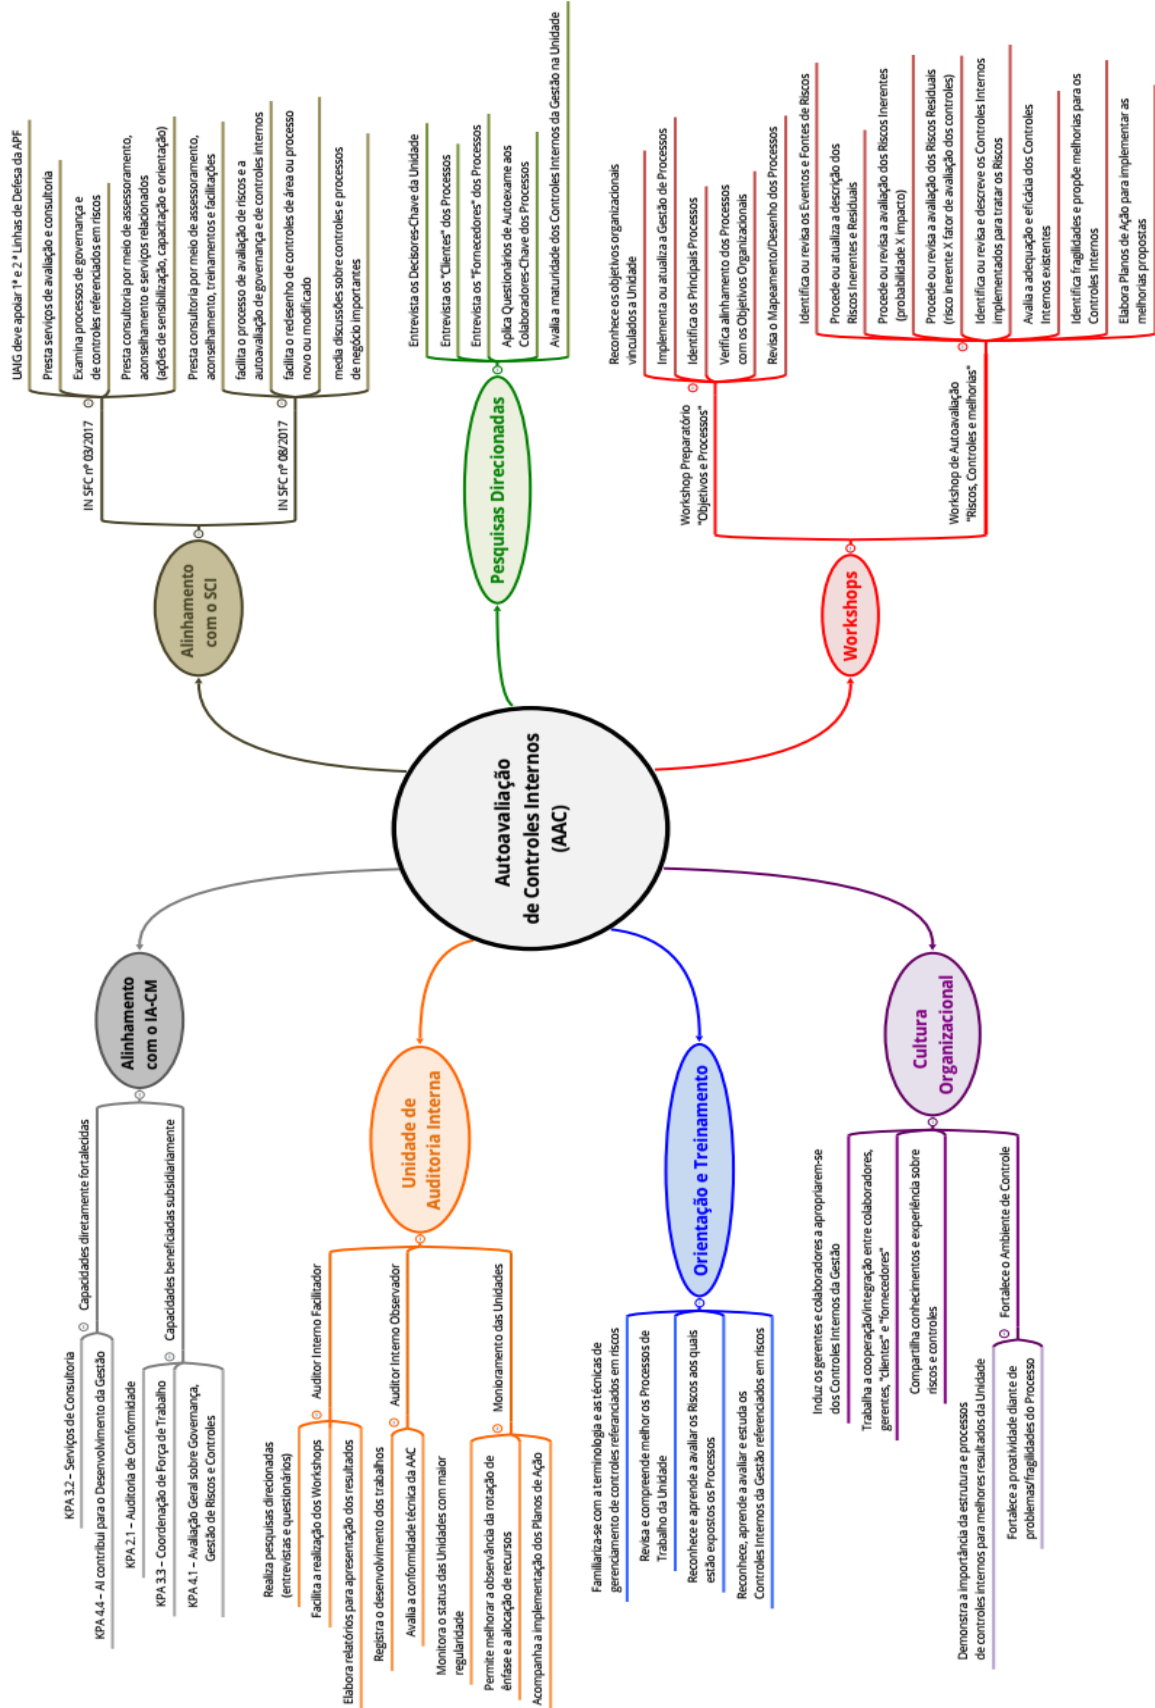 Autoavaliação
de Controles Internos
(AAC)
Alinhamento
com o IA-CM
Capacidades diretamente fortalecidas
KPA 3.2 – Serviços de Consultoria
KPA 4.4 – AI contribui para o Desenvolvimento da Gestão
Capacidades beneficiadas subsidiariamente
KPA 2.1 – Auditoria de Conformidade
KPA 3.3 – Coordenação de Força de Trabalho
KPA 4.1 – Avaliação Geral sobre Governança,
Gestão de Riscos e Controles
Unidade de
Auditoria Interna
Auditor Interno Facilitador
Realiza pesquisas direcionadas
(entrevistas e questionários)
Facilita a realização dos Workshops
Elabora relatórios para apresentação dos resultados
Auditor Interno Observador
Registra o desenvolvimento dos trabalhos
Avalia a conformidade técnica da AAC
Monioramento das Unidades
Monitora o status das Unidades com maior
regularidade
Permite melhorar a observância da rotação de
ênfase e a alocação de recursos
Acompanha a implementação dos Planos de Ação
Orientação e Treinamento
Familiariza-se com a terminologia e as técnicas de
gerenciamento de controles referanciados em riscos
Revisa e compreende melhor os Processos de
Trabalho da Unidade
Reconhece e aprende a avaliar os Riscos aos quais
estão expostos os Processos
Reconhece, aprende a avaliar e estuda os
Controles Internos da Gestão referenciados em riscos
Cultura
Organizacional
Induz os gerentes e colaboradores a apropriarem-se
dos Controles Internos da Gestão
Trabalha a cooperação/integração entre colaboradores,
gerentes, "clientes" e "fornecedores"
Compartilha conhecimentos e experiência sobre
riscos e controles
Fortalece o Ambiente de Controle
Demonstra a importância da estrutura e processos
de controles internos para melhores resultados da Unidade
Fortalece a proatividade diante de
problemas/fragilidades do Processo
Alinhamento
com o SCI
IN SFC nº 03/2017
UAIG deve apoiar 1ª e 2ª Linhas de Defesa da APF
Presta serviços de avaliação e consultoria
Examina processos de governança e
de controles referenciados em riscos
Presta consultoria por meio de assessoramento,
aconselhamento e serviços relacionados
(ações de sensibilização, capacitação e orientação)
IN SFC nº 08/2017
Presta consultoria por meio de assessoramento,
aconselhamento, treinamentos e facilitações
facilita o processo de avaliação de riscos e a
autoavaliação de governança e de controles internos
facilita o redesenho de controles de área ou processo
novo ou modificado
media discussões sobre controles e processos
de negócio importantes
Pesquisas Direcionadas
Entrevista os Decisores-Chave da Unidade
Entrevista os "Clientes" dos Processos
Entrevista os "Fornecedores" dos Processos
Aplica Questionários de Autoexame aos
Colaboradores-Chave dos Processos
Avalia a maturidade dos Controles Internos da Gestão na Unidade
Workshops
Workshop Preparatório
"Objetivos e Processos"
Reconhece os objetivos organizacionais
vinculados a Unidade
Implementa ou atualiza a Gestão de Processos
Identifica os Principais Processos
Verifica alinhamento dos Processos
com os Objetivos Organizacionais
Revisa o Mapeamento/Desenho dos Processos
Workshop de Autoavaliação
"Riscos, Controles e melhorias"
Identifica ou revisa os Eventos e Fontes de Riscos
Procede ou atualiza a descrição dos
Riscos Inerentes e Residuais
Procede ou revisa a avaliação dos Riscos Inerentes
(probabilidade X impacto)
Procede ou revisa a avaliação dos Riscos Residuais
(risco inerente X fator de avaliação dos controles)
Identifica ou revisa e descreve os Controles Internos
implementados para tratar os Riscos
Avalia a adequação e eficácia dos Controles
Internos existentes
Identifica fragilidades e propõe melhorias para os
Controles Internos
Elabora Planos de Ação para implementar as
melhorias propostas